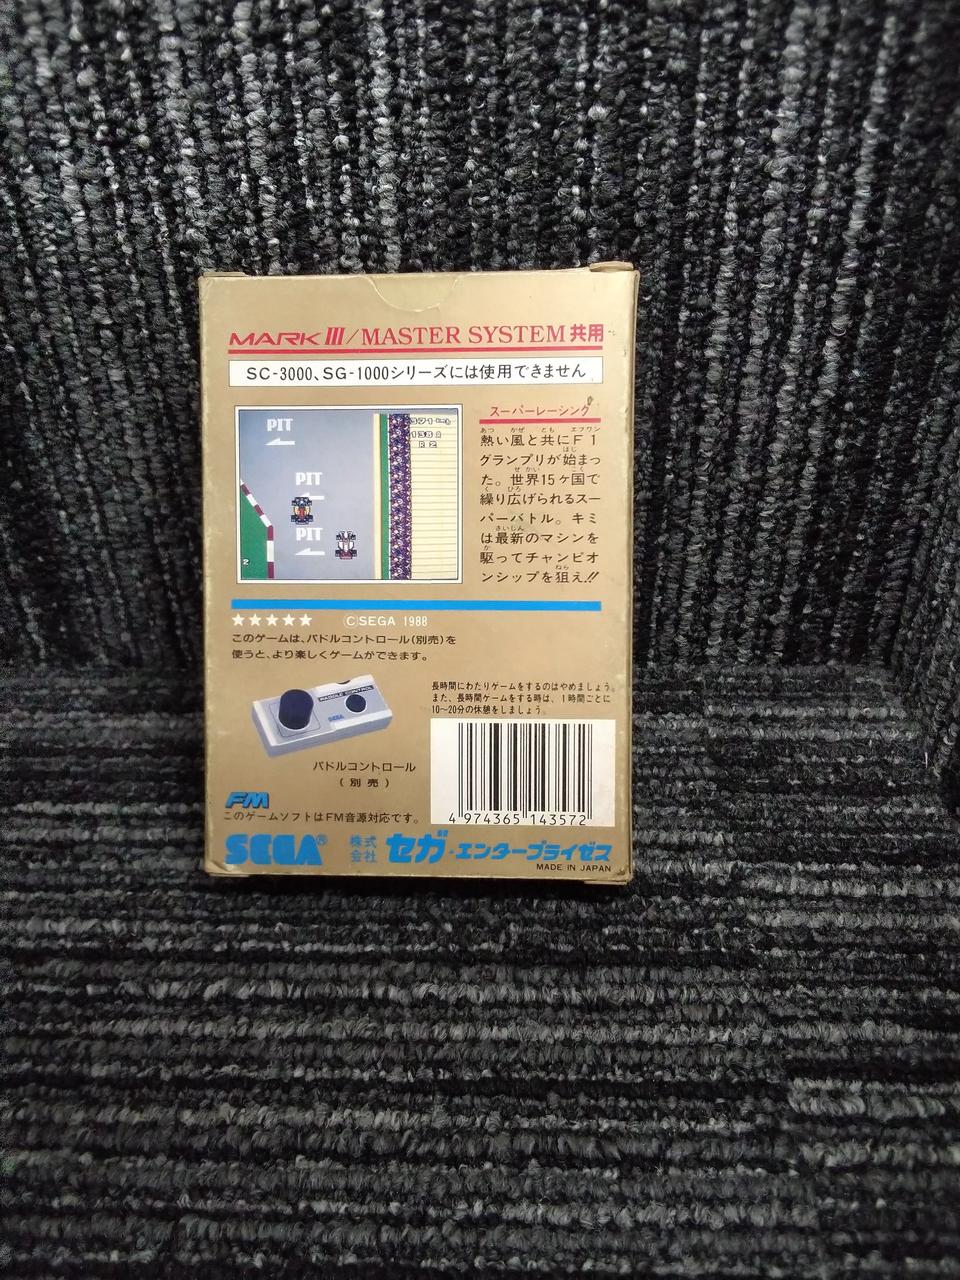 MARK III/MASTER SYSTEM共用
SC-3000、SG-1000シリーズには使用できません
PIT
PIT
PIT
2
スーパーレーシング
熱い風と共にF1
グランプリが始まっ
た。世界15ヶ国で
繰り広げられるスー
パーバトル。キミ
は最新のマシンを
駆ってチャンピオ
ンシップを狙え!!
★★★★★ ©SEGA 1988
このゲームは、パドルコントロール(別売)を
使うと、より楽しくゲームができます。
PADDLE CONTROL
SEGA
パドルコントロール
(別売)
長時間にわたりゲームをするのはやめましょう。
また、長時間ゲームをする時は、1時間ごとに
10〜20分の休憩をしましょう。
4 974365 143572
FM
このゲームソフトはFM音源対応です。
SEGA® 株式会社 セガ・エンタープライゼス
MADE IN JAPAN